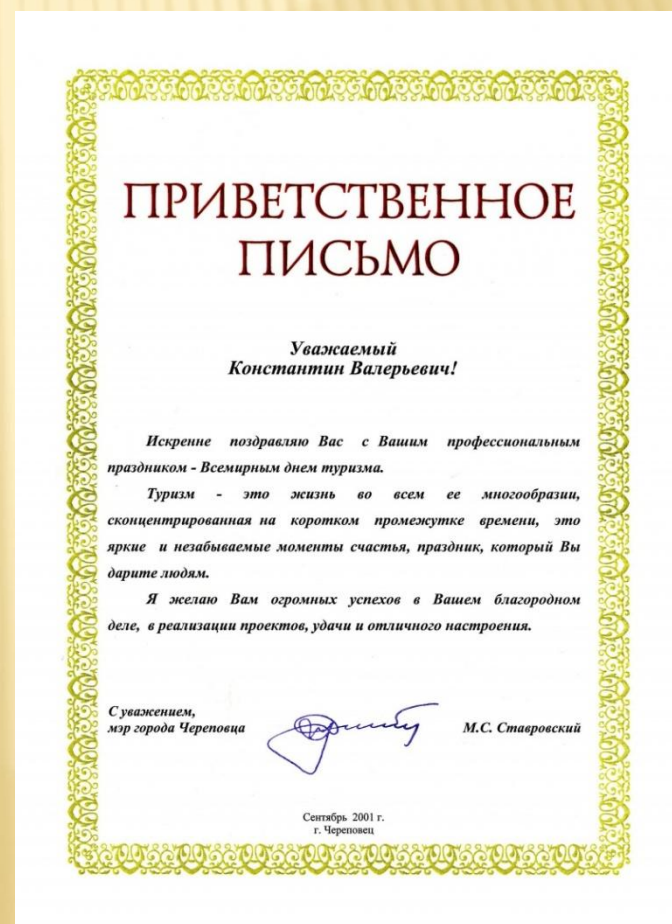 ПРИВЕТСТВЕННОЕ
ПИСЬМО
Уважаемый
Константин Валерьевич!
Искренне поздравляю Вас с Вашим профессиональным
праздником - Всемирным днем туризма.
Туризм - это жизнь во всем ее многообразии,
сконцентрированная на коротком промежутке времени, это
яркие и незабываемые моменты счастья, праздник, который Вы
дарите людям.
Я желаю Вам огромных успехов в Вашем благородном
деле, в реализации проектов, удачи и отличного настроения.
С уважением,
мэр города Череповца М.С. Ставровский
Сентябрь 2001 г.
г. Череповец